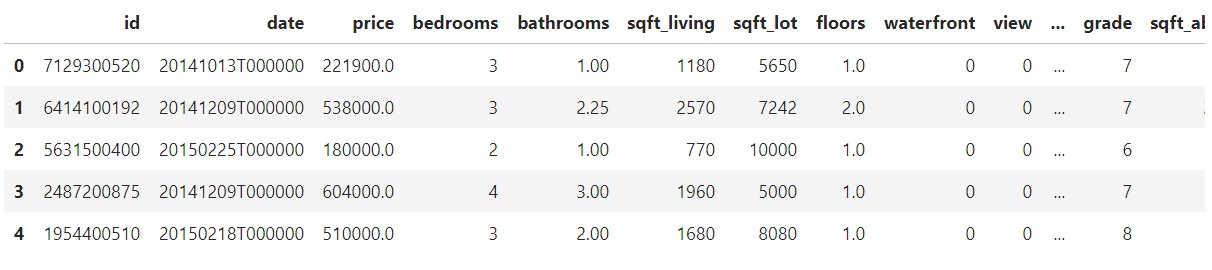 id date price bedrooms bathrooms sqft_living sqft_lot floors waterfront view ... grade
0 7129300520 20141013T000000 221900.0 3 1.00 1180 5650 1.0 0 0 ... 7
1 6414100192 20141209T000000 538000.0 3 2.25 2570 7242 2.0 0 0 ... 7
2 5631500400 20150225T000000 180000.0 2 1.00 770 10000 1.0 0 0 ... 6
3 2487200875 20141209T000000 604000.0 4 3.00 1960 5000 1.0 0 0 ... 7
4 1954400510 20150218T000000 510000.0 3 2.00 1680 8080 1.0 0 0 ... 8